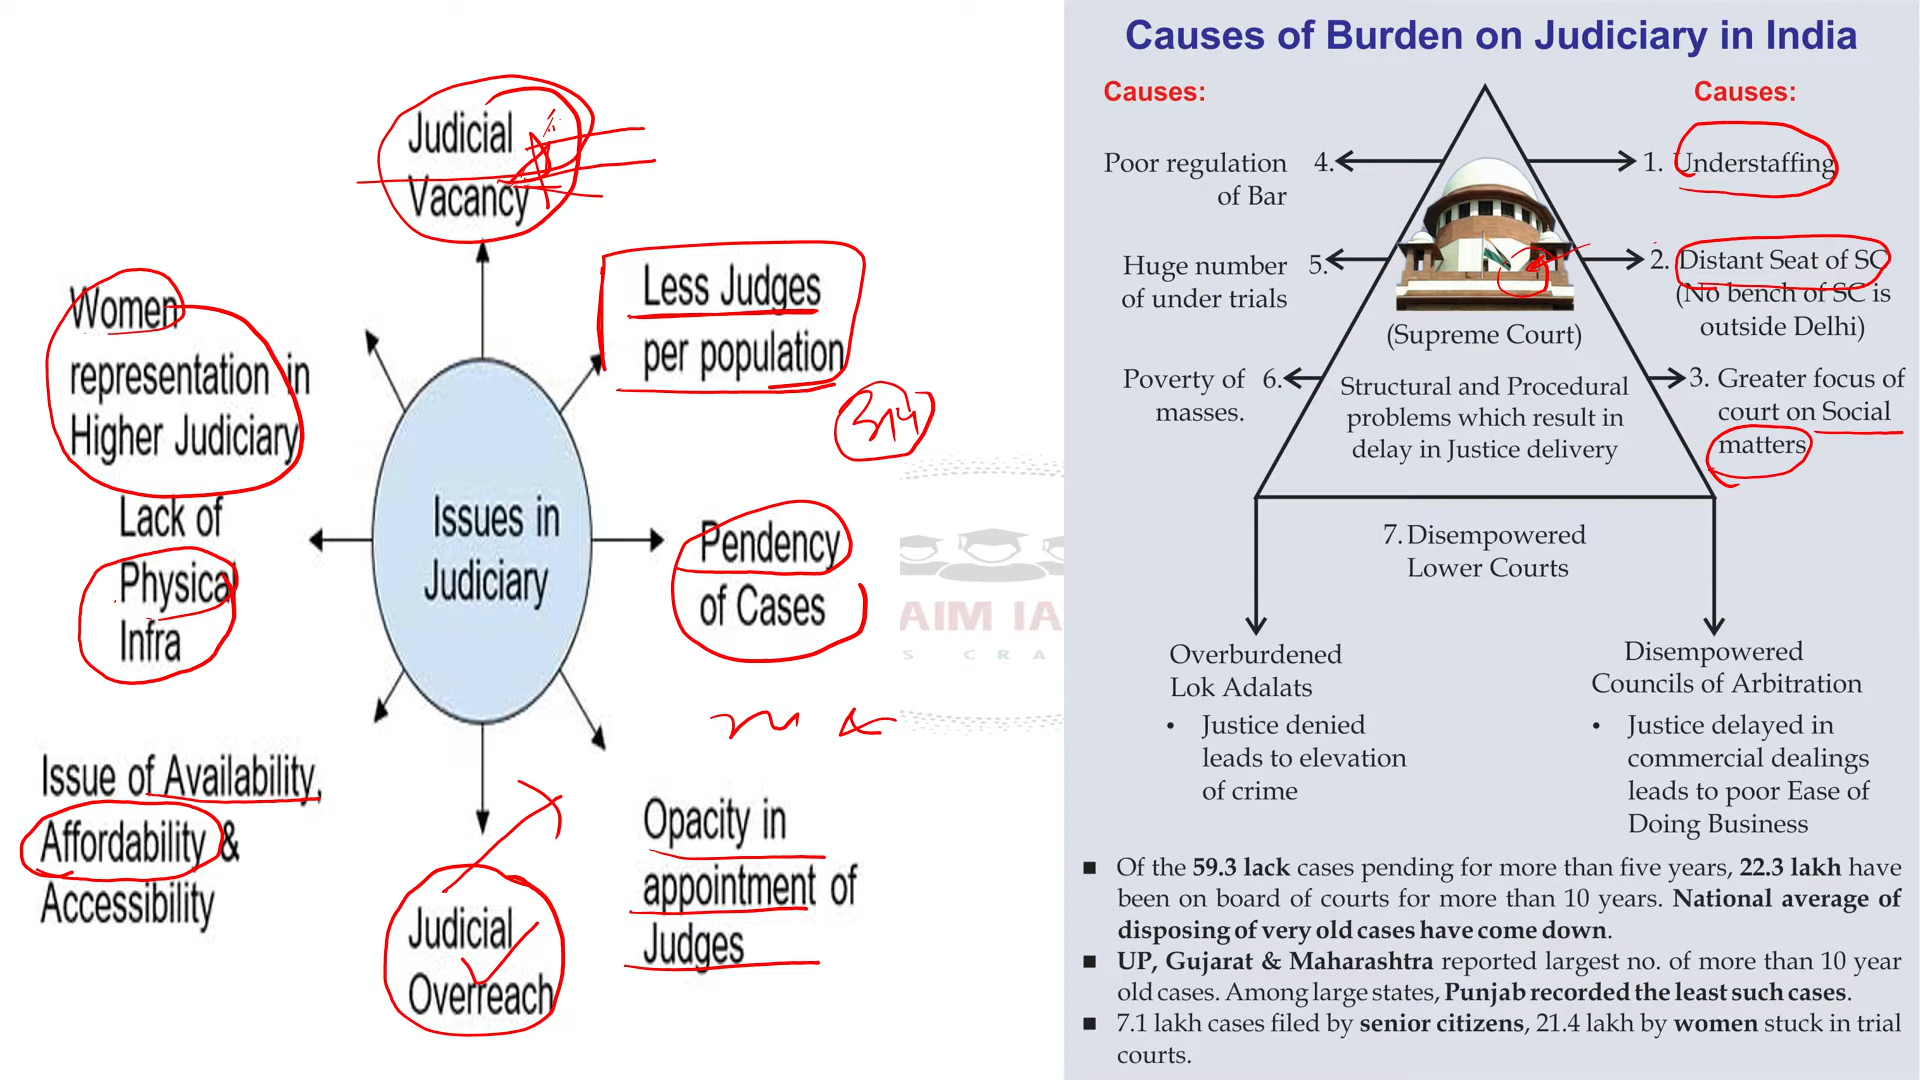 Judicial
Vacancy
Less Judges
per population
Women
representation in
Higher Judiciary
Lack of
Physical
Infra
Issues in
Judiciary
Pendency
of Cases
Issue of Availability,
Affordability &
Accessibility
Judicial
Overreach
Opacity in
appointment of
Judges
AIM IA
S C R A
Causes of Burden on Judiciary in India
Causes:
Causes:
Poor regulation 4.
of Bar
1. Understaffing
Huge number 5.
of under trials
2. Distant Seat of SC
(No bench of SC is
outside Delhi)
(Supreme Court)
Poverty of 6.
masses.
Structural and Procedural
problems which result in
delay in Justice delivery
3. Greater focus of
court on Social
matters
7. Disempowered
Lower Courts
Overburdened
Lok Adalats
• Justice denied
leads to elevation
of crime
Disempowered
Councils of Arbitration
• Justice delayed in
commercial dealings
leads to poor Ease of
Doing Business
■ Of the 59.3 lack cases pending for more than five years, 22.3 lakh have
been on board of courts for more than 10 years. National average of
disposing of very old cases have come down.
■ UP, Gujarat & Maharashtra reported largest no. of more than 10 year
old cases. Among large states, Punjab recorded the least such cases.
■ 7.1 lakh cases filed by senior citizens, 21.4 lakh by women stuck in trial
courts.